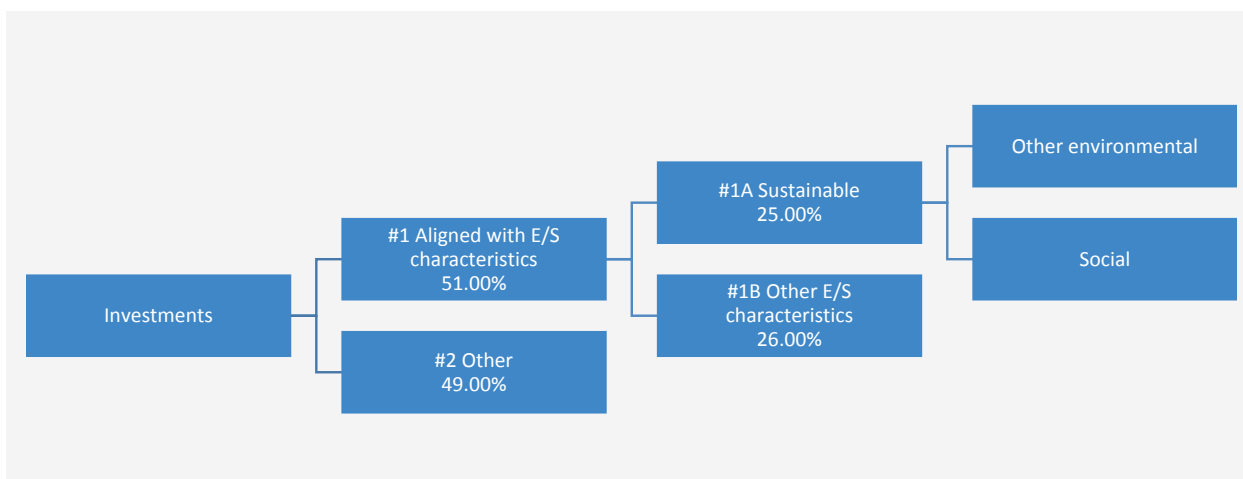 Investments
#1 Aligned with E/S
characteristics
51.00%
#2 Other
49.00%
#1A Sustainable
25.00%
#1B Other E/S
characteristics
26.00%
Other environmental
Social